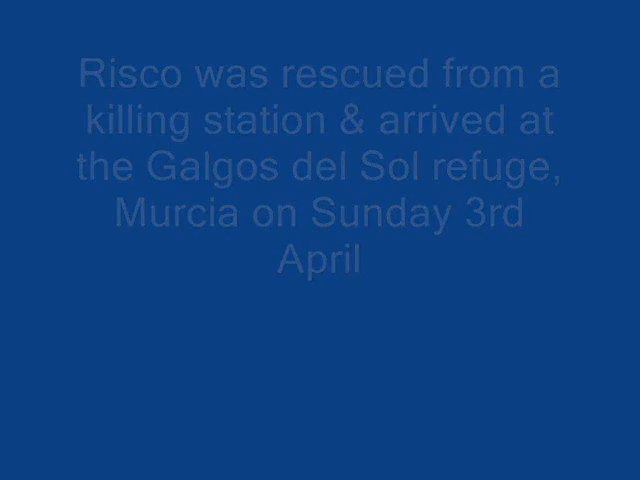 Risco was rescued from a
killing station & arrived at
the Galgos del Sol refuge,
Murcia on Sunday 3rd
April